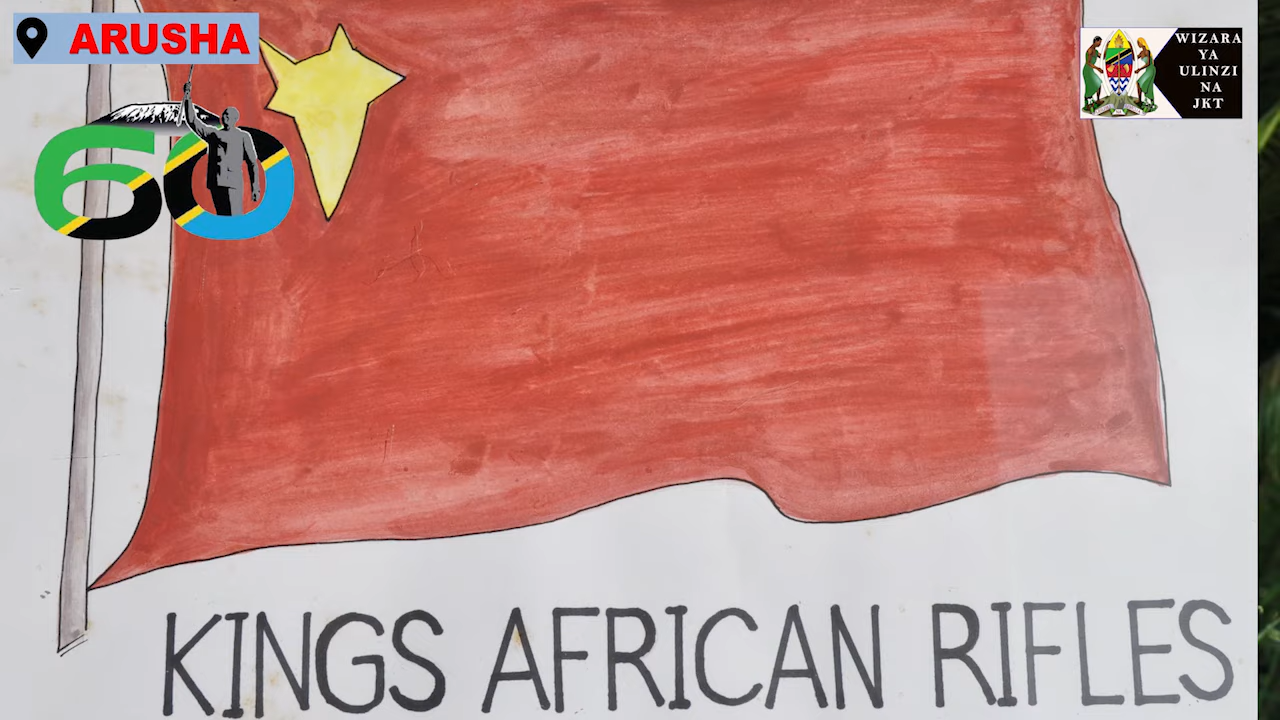 ARUSHA
60
WIZARA
YA
ULINZI
NA
JKT
KINGS AFRICAN RIFLES